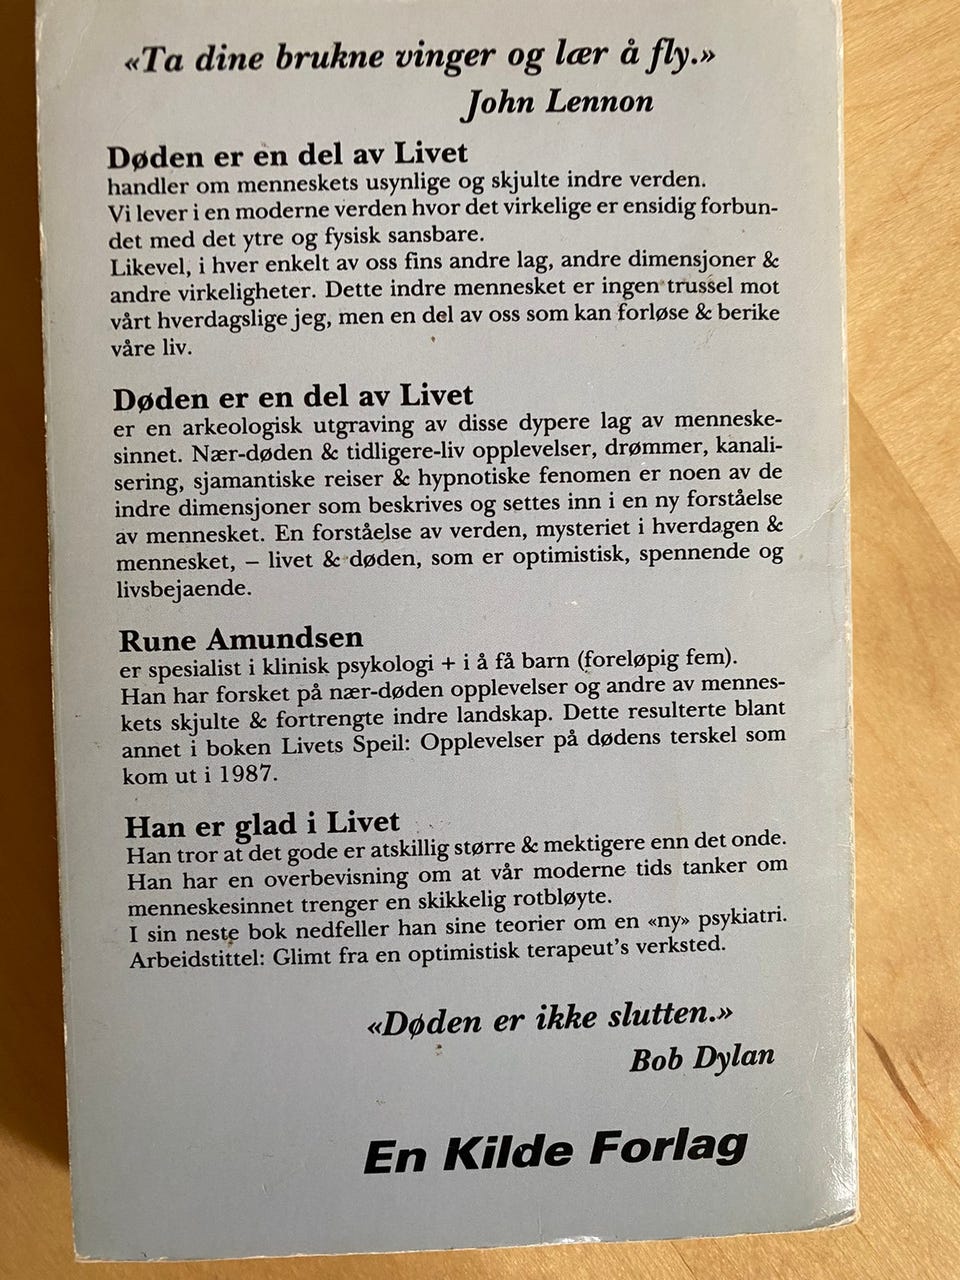 «Ta dine brukne vinger og lær å fly.»
John Lennon
Døden er en del av Livet
handler om menneskets usynlige og skjulte indre verden.
Vi lever i en moderne verden hvor det virkelige er ensidig forbun-
det med det ytre og fysisk sansbare.
Likevel, i hver enkelt av oss fins andre lag, andre dimensjoner &
andre virkeligheter. Dette indre mennesket er ingen trussel mot
vårt hverdagslige jeg, men en del av oss som kan forløse & berike
våre liv.
Døden er en del av Livet
er en arkeologisk utgraving av disse dypere lag av menneske-
sinnet. Nær-døden & tidligere-liv opplevelser, drømmer, kanali-
sering, sjamantiske reiser & hypnotiske fenomen er noen av de
indre dimensjoner som beskrives og settes inn i en ny forståelse
av mennesket. En forståelse av verden, mysteriet i hverdagen &
mennesket, – livet & døden, som er optimistisk, spennende og
livsbejaende.
Rune Amundsen
er spesialist i klinisk psykologi + i å få barn (foreløpig fem).
Han har forsket på nær-døden opplevelser og andre av mennes-
kets skjulte & fortrengte indre landskap. Dette resulterte blant
annet i boken Livets Speil: Opplevelser på dødens terskel som
kom ut i 1987.
Han er glad i Livet
Han tror at det gode er atskillig større & mektigere enn det onde.
Han har en overbevisning om at vår moderne tids tanker om
menneskesinnet trenger en skikkelig rotbløyte.
I sin neste bok nedfeller han sine teorier om en «ny» psykiatri.
Arbeidstittel: Glimt fra en optimistisk terapeut's verksted.
«Døden er ikke slutten.»
Bob Dylan
En Kilde Forlag